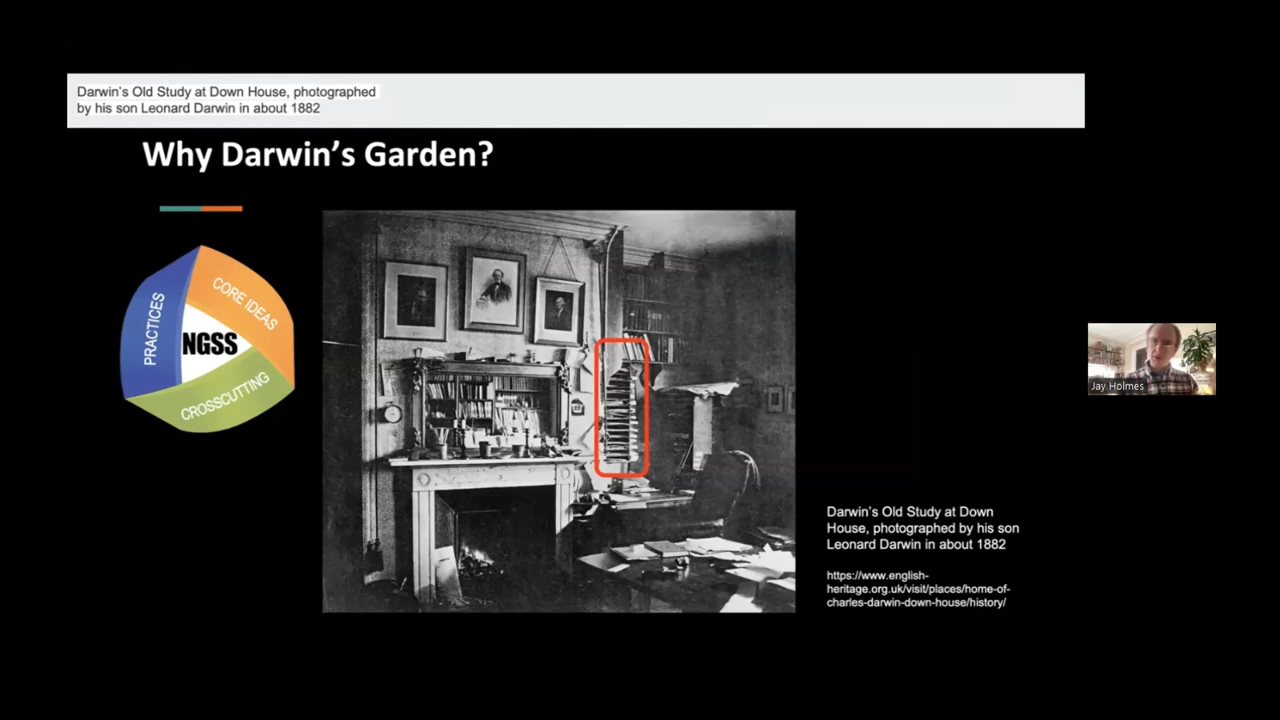 Darwin's Old Study at Down House, photographed
by his son Leonard Darwin in about 1882
Why Darwin's Garden?
PRACTICES
CORE IDEAS
NGSS
CROSSCUTTING
Darwin's Old Study at Down
House, photographed by his son
Leonard Darwin in about 1882
https://www.english-
heritage.org.uk/visit/places/home-of-
charles-darwin-down-house/history/
Jay Holmes